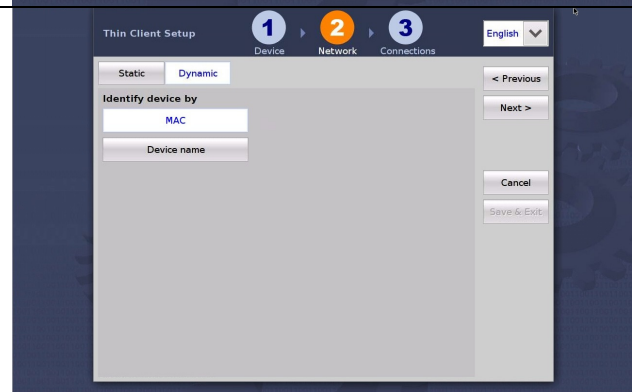 Thin Client Setup
1 2 3
Device Network Connections
English
Static Dynamic
< Previous
Identify device by
Next >
MAC
Device name
Cancel
Save & Exit